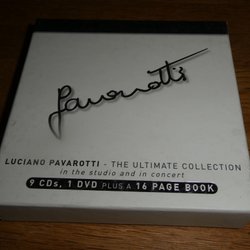 Pavarotti
LUCIANO PAVAROTTI - THE ULTIMATE COLLECTION
in the studio and in concert
9 CDs, 1 DVD PLUS A 16 PAGE BOOK